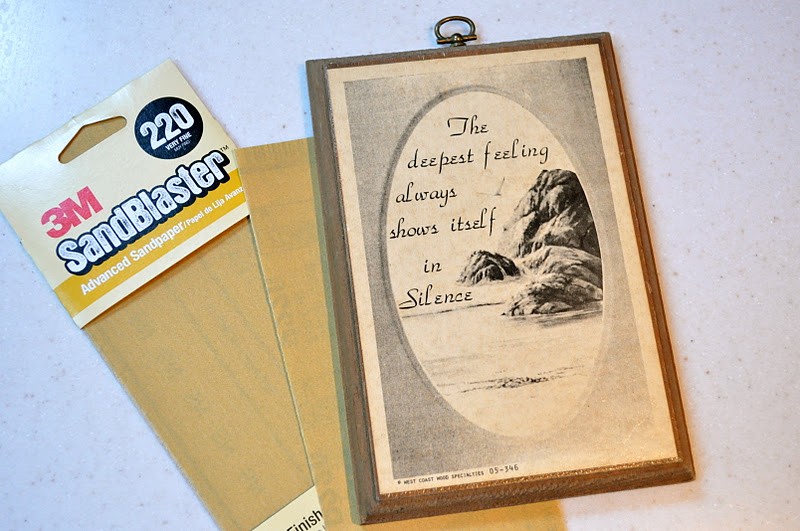 220
VERY FINE
3M
SandBlaster™
Advanced Sandpaper/Papel de Lija Avanz
Finish
The
deepest feeling
always
shows itself
in
Silence
© WEST COAST WOOD SPECIALTIES 05-346